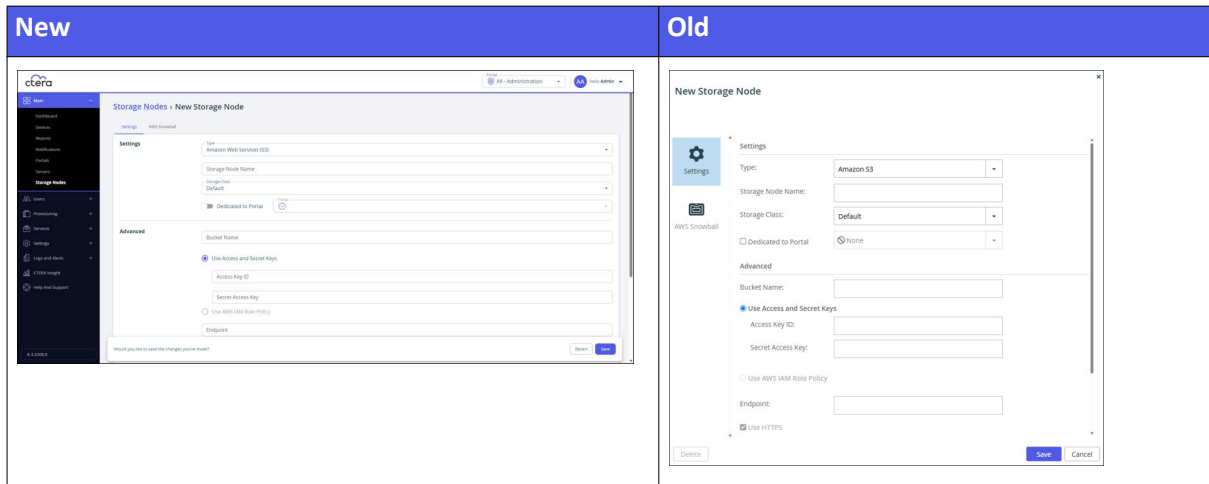 New
Old
ctera
Portal
All - Administration
AA
Hello Admin
Main
Dashboard
Devices
Reports
Notifications
Portals
Servers
Storage Nodes
Users
Provisioning
Services
Settings
Logs and Alerts
CTERA Insight
Help And Support
8.3.3208.0
Storage Nodes › New Storage Node
Settings AWS Snowball
Settings
Type
Amazon Web Services (S3)
Storage Node Name
Storage Class
Default
Dedicated to Portal
Portal
Advanced
Bucket Name
Use Access and Secret Keys
Access Key ID
Secret Access Key
Use AWS IAM Role Policy
Endpoint
Would you like to save the changes you've made?
Revert Save
New Storage Node
Settings
AWS Snowball
Settings
Type: Amazon S3
Storage Node Name:
Storage Class: Default
Dedicated to Portal None
Advanced
Bucket Name:
Use Access and Secret Keys
Access Key ID:
Secret Access Key:
Use AWS IAM Role Policy
Endpoint:
Use HTTPS
Delete Save Cancel